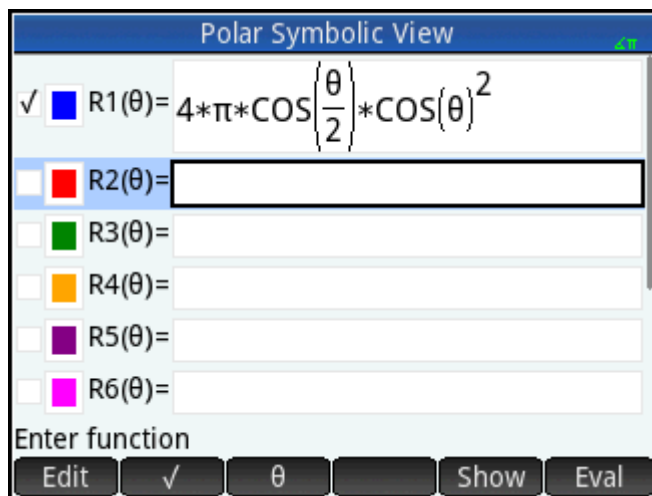 Polar Symbolic View
∡π
√ R1(θ)= 4*π*COS(θ/2)*COS(θ)^2
R2(θ)=
R3(θ)=
R4(θ)=
R5(θ)=
R6(θ)=
Enter function
Edit √ θ Show Eval